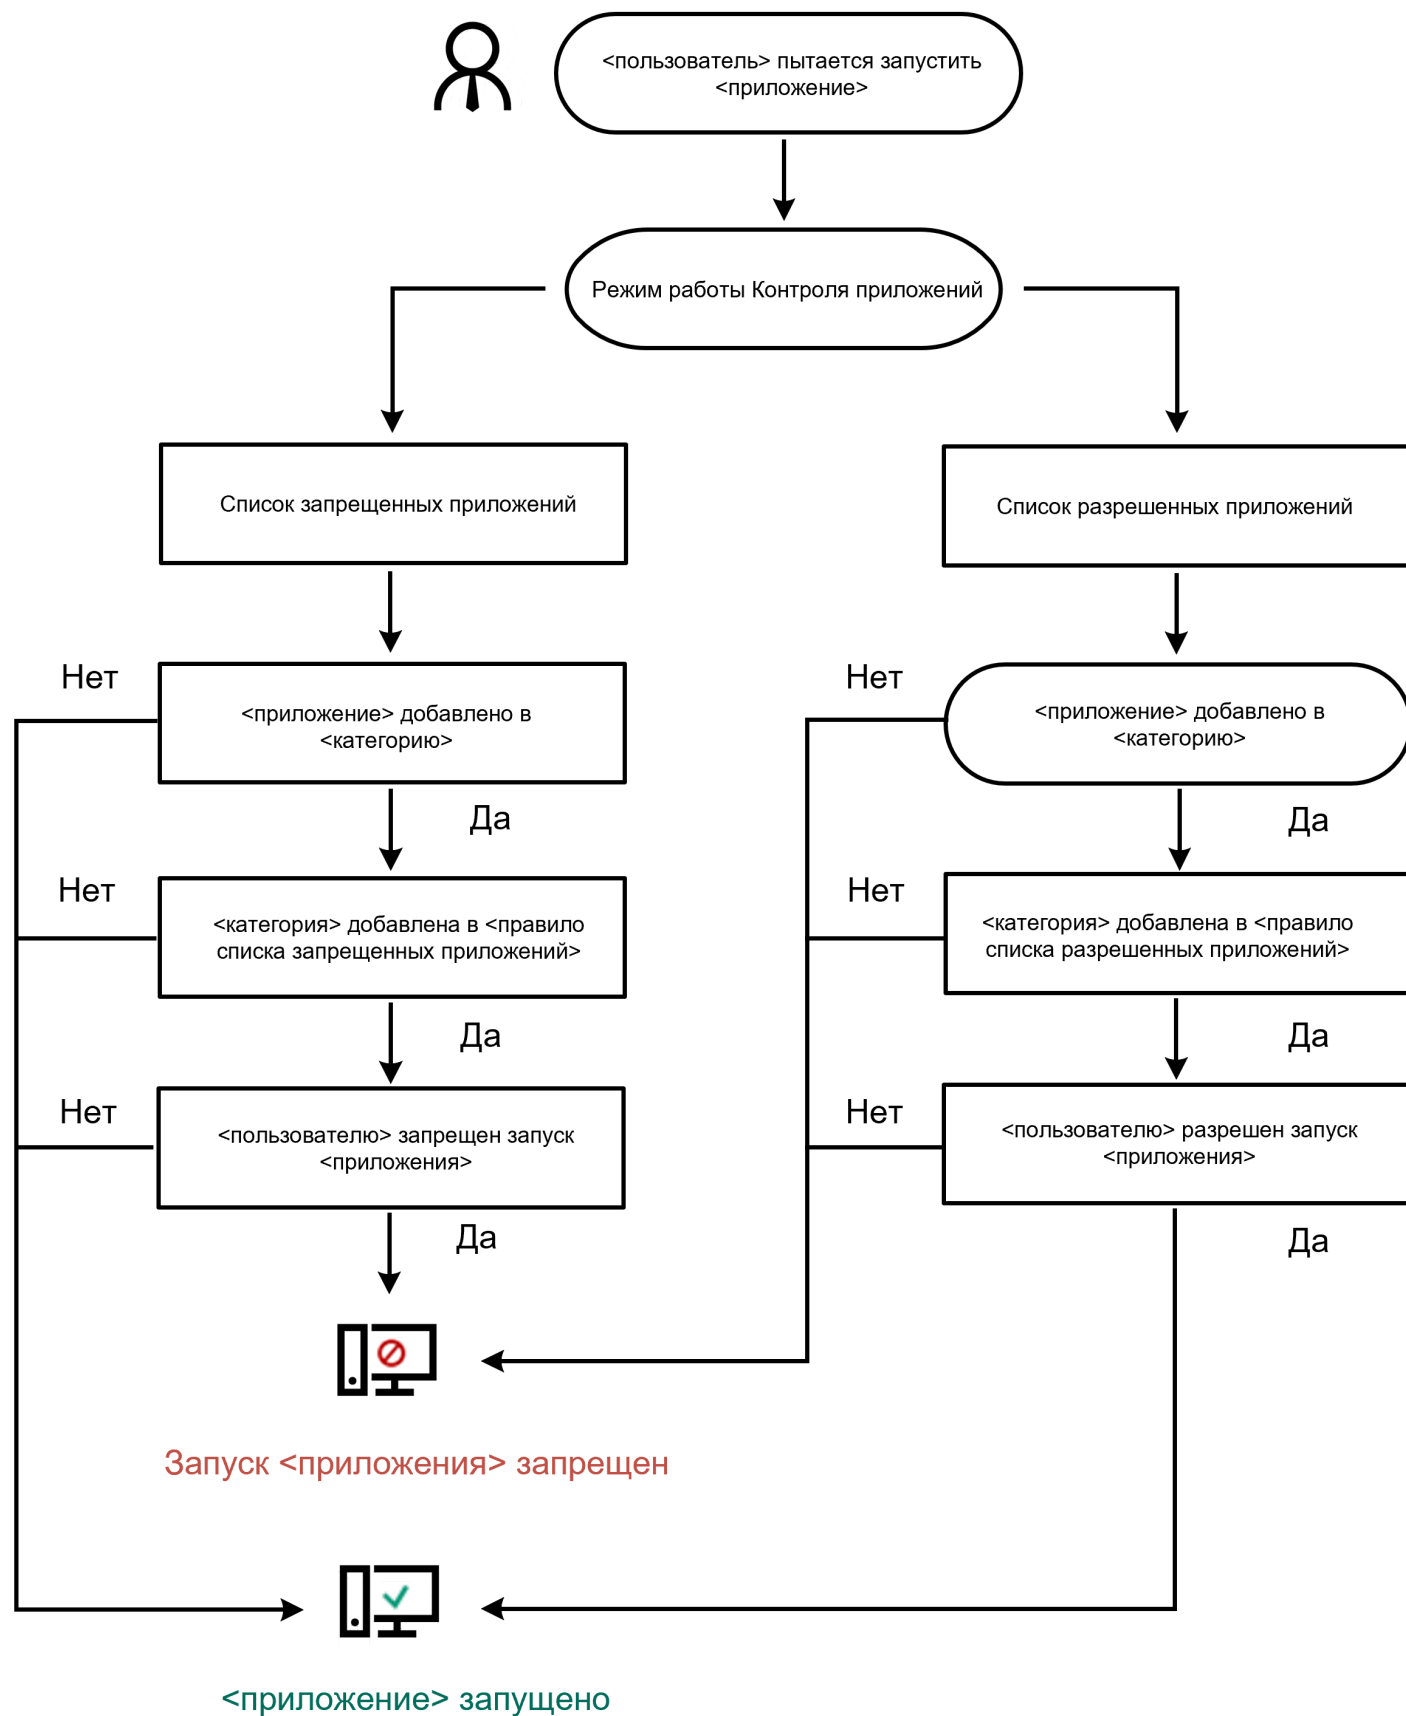 <пользователь> пытается запустить
<приложение>
Режим работы Контроля приложений
Список запрещенных приложений
Список разрешенных приложений
Нет
<приложение> добавлено в
<категорию>
Нет
<приложение> добавлено в
<категорию>
Да
Да
Нет
<категория> добавлена в <правило
списка запрещенных приложений>
Нет
<категория> добавлена в <правило
списка разрешенных приложений>
Да
Да
Нет
<пользователю> запрещен запуск
<приложения>
Нет
<пользователю> разрешен запуск
<приложения>
Да
Да
Запуск <приложения> запрещен
<приложение> запущено